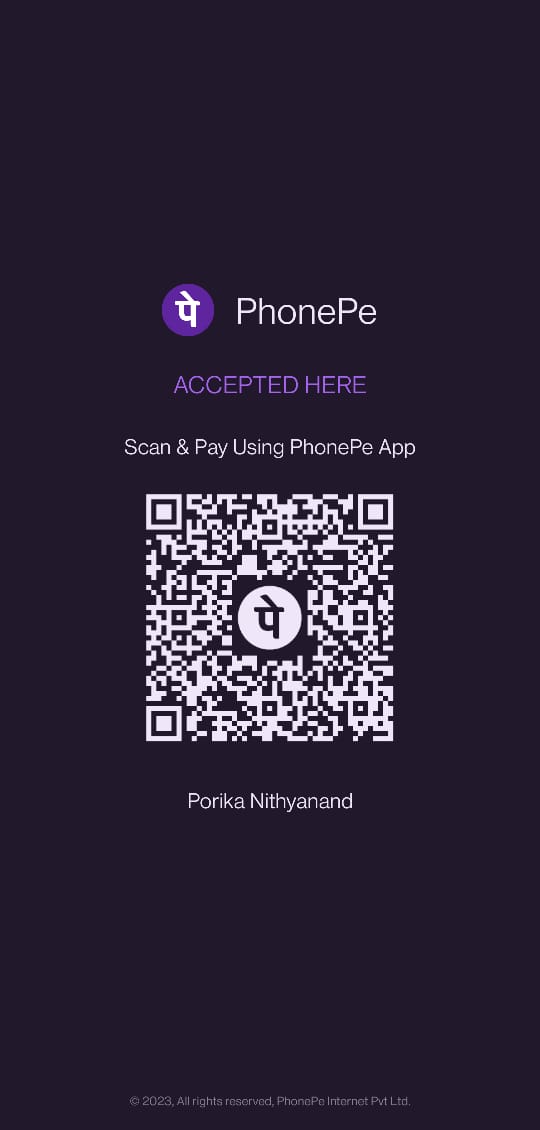 पे PhonePe
ACCEPTED HERE
Scan & Pay Using PhonePe App
पे
Porika Nithyanand
© 2023, All rights reserved, PhonePe Internet Pvt Ltd.